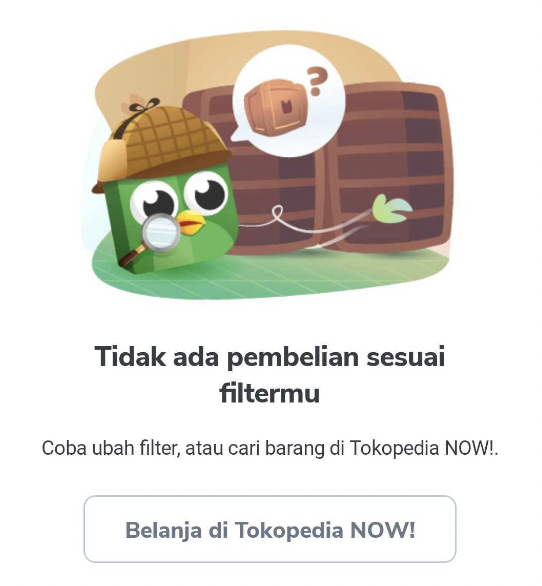 Tidak ada pembelian sesuai
filtermu
Coba ubah filter, atau cari barang di Tokopedia NOW!.
Belanja di Tokopedia NOW!